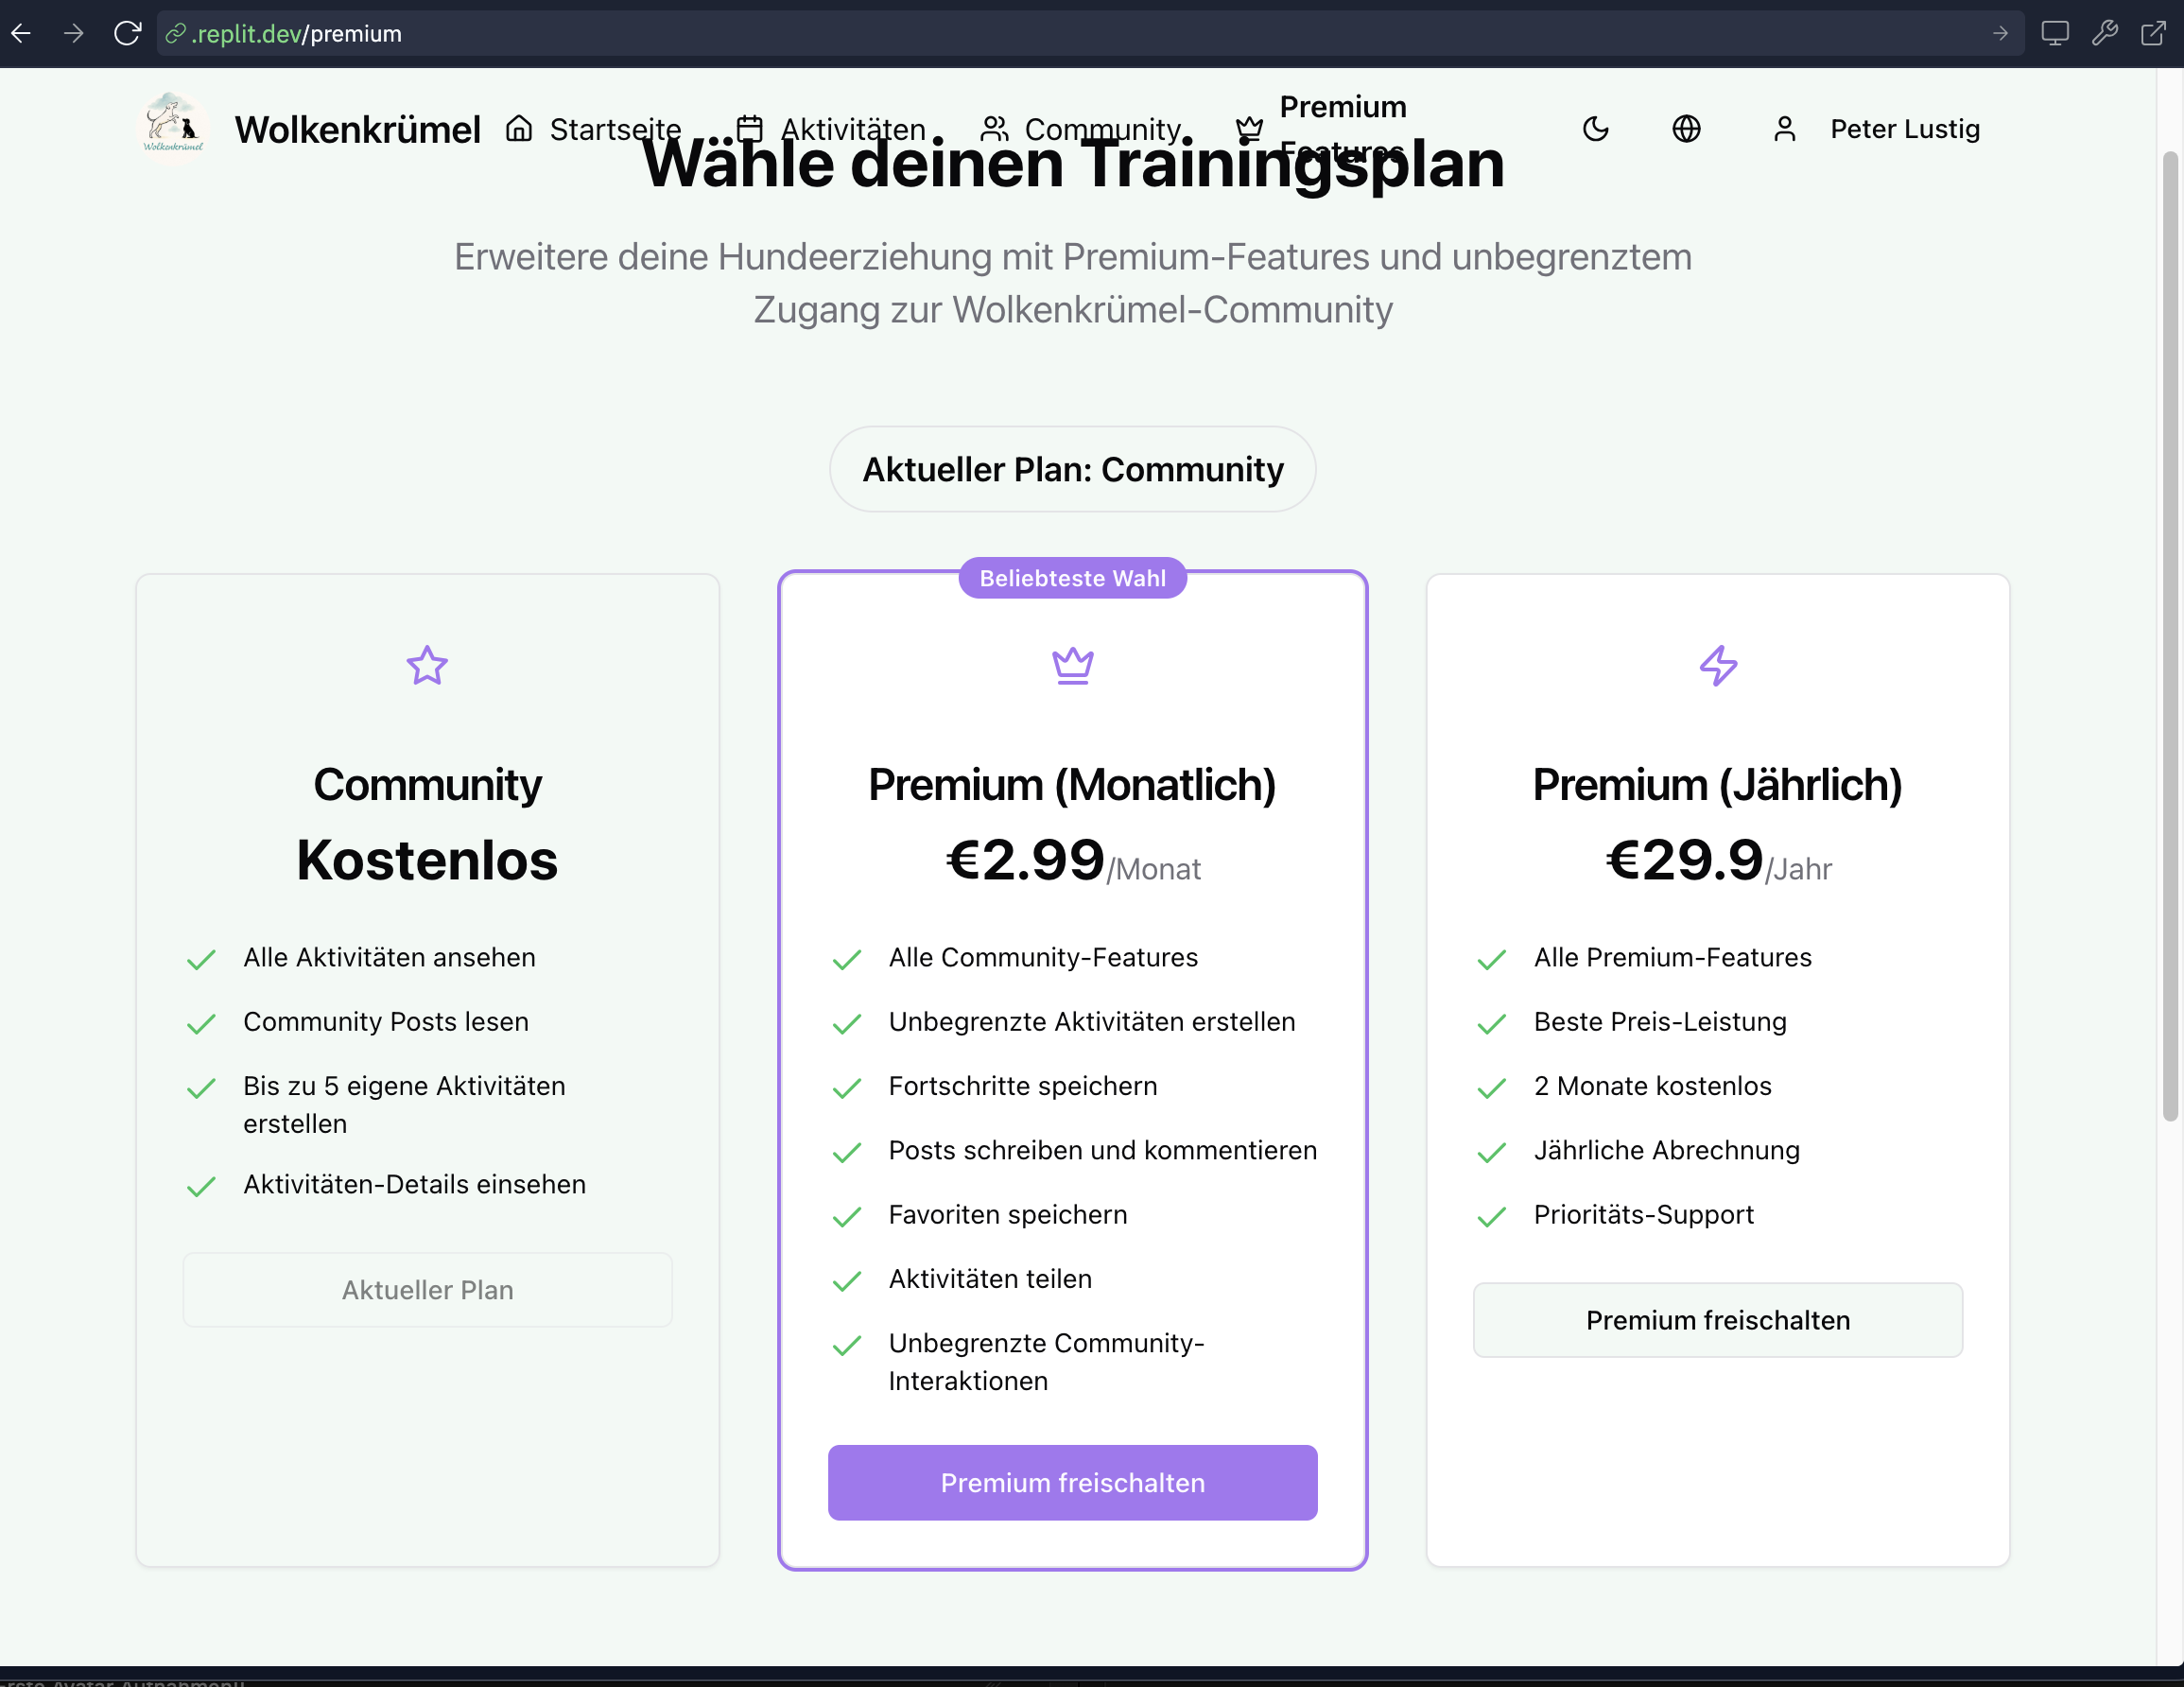 .replit.dev/premium
Wolkenkrümel
Wolkenkrümel
Startseite
Aktivitäten
Community
Premium
Features
Peter Lustig
Wähle deinen Trainingsplan
Erweitere deine Hundeerziehung mit Premium-Features und unbegrenztem
Zugang zur Wolkenkrümel-Community
Aktueller Plan: Community
Community
Kostenlos
Alle Aktivitäten ansehen
Community Posts lesen
Bis zu 5 eigene Aktivitäten
erstellen
Aktivitäten-Details einsehen
Aktueller Plan
Beliebteste Wahl
Premium (Monatlich)
€2.99/Monat
Alle Community-Features
Unbegrenzte Aktivitäten erstellen
Fortschritte speichern
Posts schreiben und kommentieren
Favoriten speichern
Aktivitäten teilen
Unbegrenzte Community-
Interaktionen
Premium freischalten
Premium (Jährlich)
€29.9/Jahr
Alle Premium-Features
Beste Preis-Leistung
2 Monate kostenlos
Jährliche Abrechnung
Prioritäts-Support
Premium freischalten